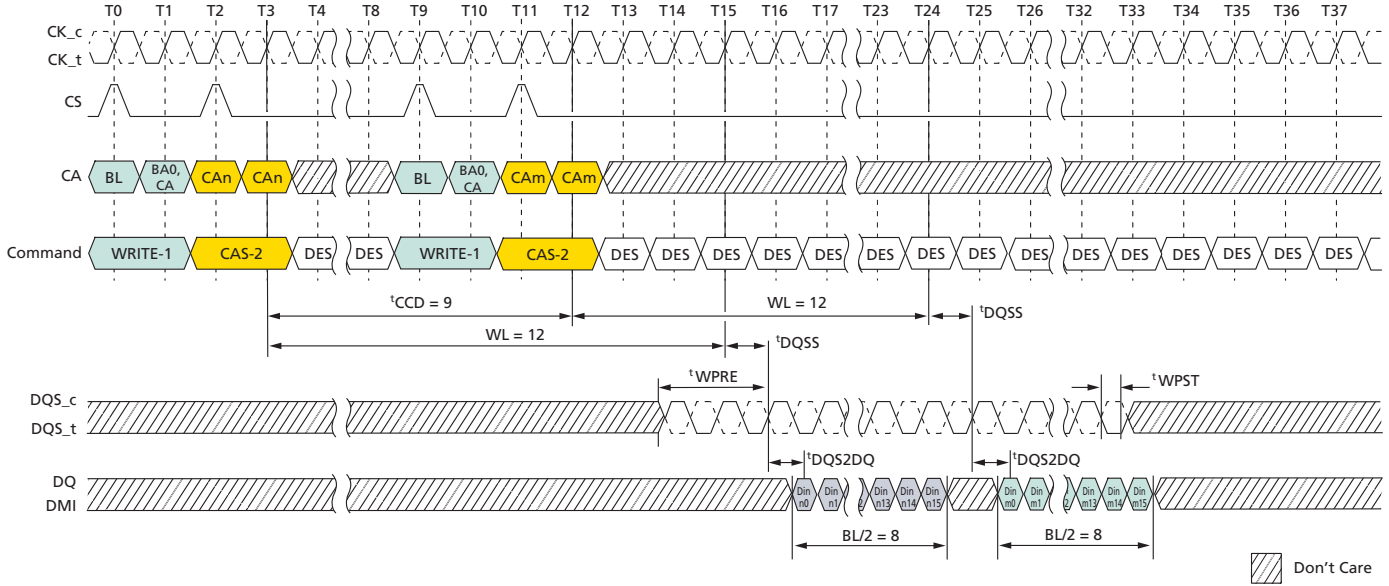 T0 T1 T2 T3 T4 T8 T9 T10 T11 T12 T13 T14 T15 T16 T17 T23 T24 T25 T26 T32 T33 T34 T35 T36 T37
CK_c
CK_t
CS
CA BL BA0, CA CAn CAn BL BA0, CA CAm CAm
Command WRITE-1 CAS-2 DES DES WRITE-1 CAS-2 DES DES DES DES DES DES DES DES DES DES DES DES DES DES DES
tCCD = 9 WL = 12 tDQSS
WL = 12 tDQSS
tWPRE tWPST
DQS_c
DQS_t
tDQS2DQ tDQS2DQ
DQ
DMI
Din n0 Din n1 2 Din n13 Din n14 Din n15 Din m0 Din m1 2 Din m13 Din m14 Din m15
BL/2 = 8 BL/2 = 8
Don't Care